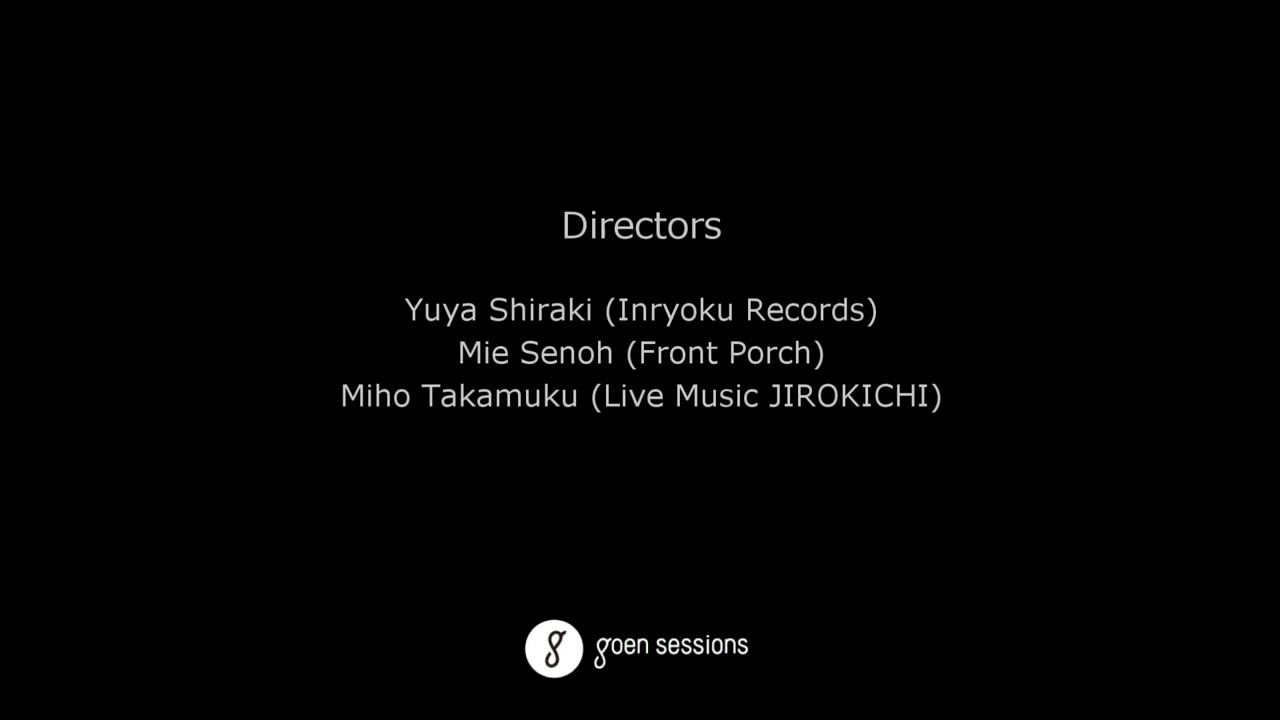 Directors
Yuya Shiraki (Inryoku Records)
Mie Senoh (Front Porch)
Miho Takamuku (Live Music JIROKICHI)
g goen sessions